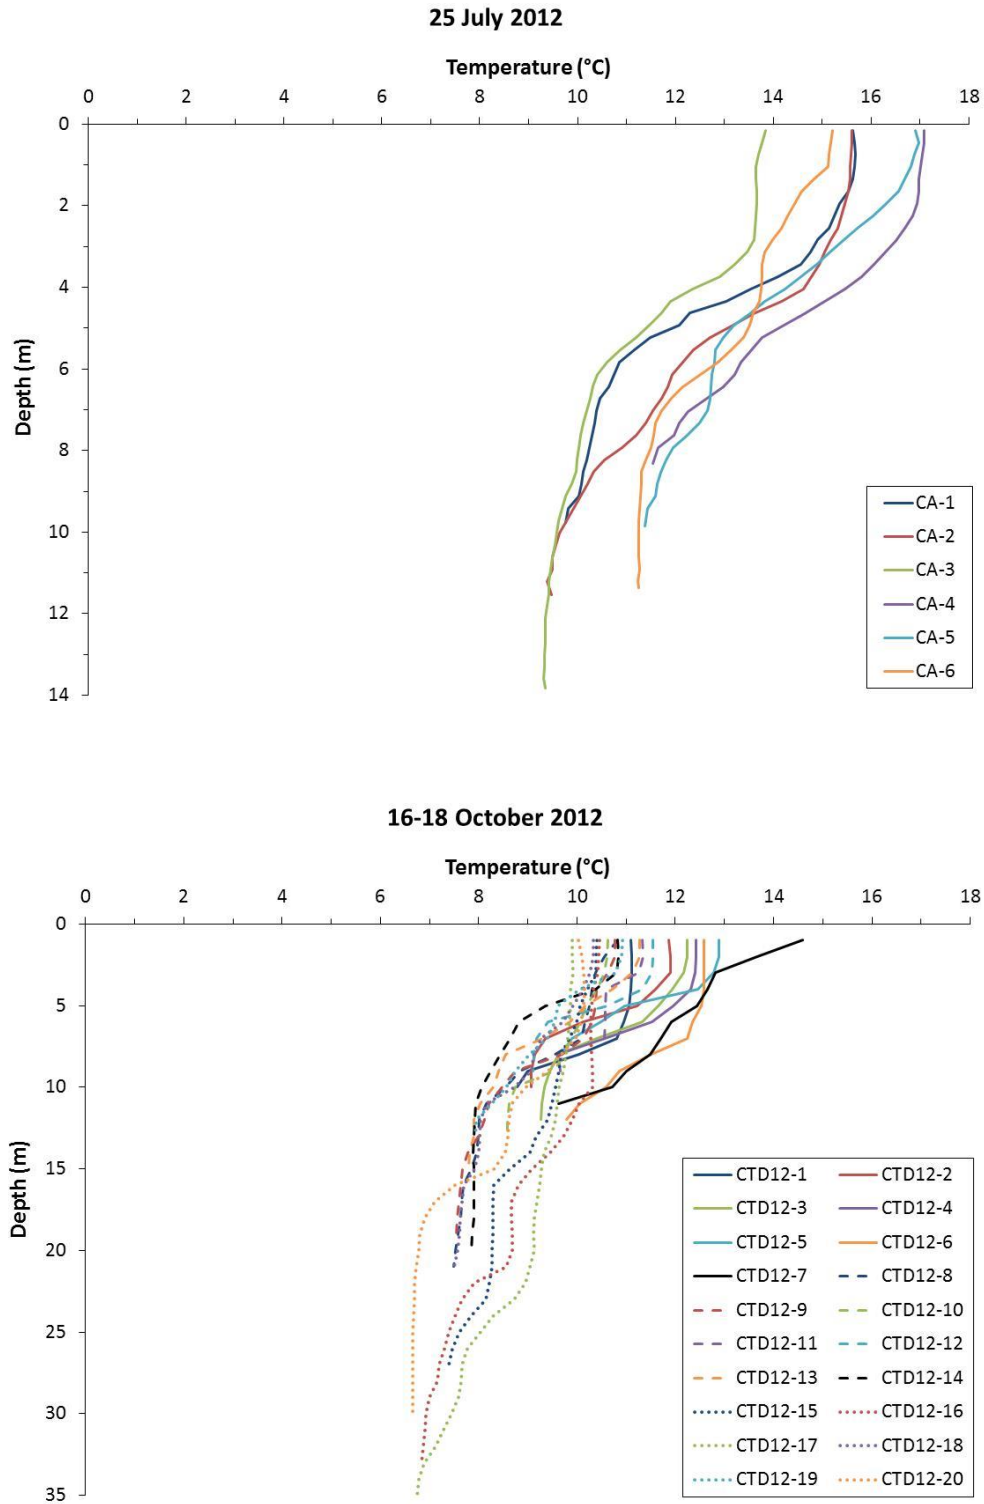 25 July 2012
Temperature (°C)
0 2 4 6 8 10 12 14 16 18
0
2
4
6
8
10
12
14
Depth (m)
CA-1
CA-2
CA-3
CA-4
CA-5
CA-6
16-18 October 2012
Temperature (°C)
0 2 4 6 8 10 12 14 16 18
0
5
10
15
20
25
30
35
Depth (m)
CTD12-1 CTD12-2
CTD12-3 CTD12-4
CTD12-5 CTD12-6
CTD12-7 CTD12-8
CTD12-9 CTD12-10
CTD12-11 CTD12-12
CTD12-13 CTD12-14
CTD12-15 CTD12-16
CTD12-17 CTD12-18
CTD12-19 CTD12-20